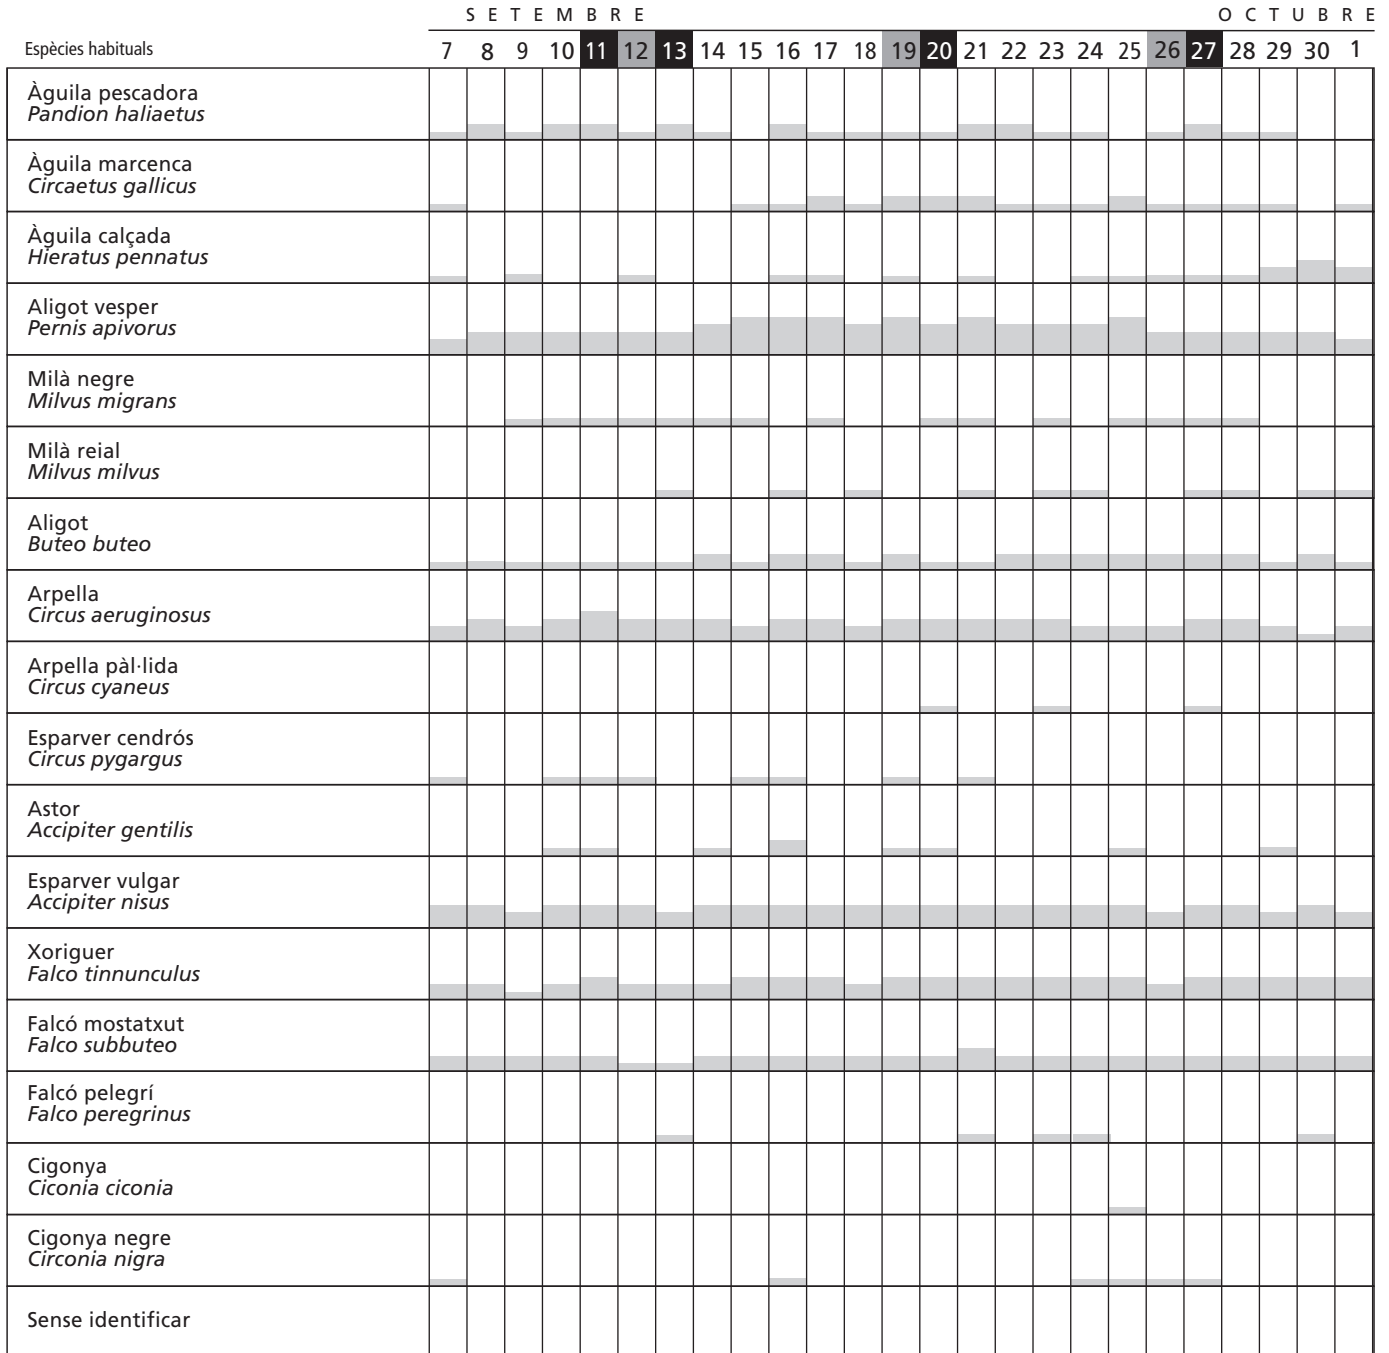 SETEMBRE OCTUBRE
Espècies habituals 7 8 9 10 11 12 13 14 15 16 17 18 19 20 21 22 23 24 25 26 27 28 29 30 1
Àguila pescadora
Pandion haliaetus
Àguila marcenca
Circaetus gallicus
Àguila calçada
Hieratus pennatus
Aligot vesper
Pernis apivorus
Milà negre
Milvus migrans
Milà reial
Milvus milvus
Aligot
Buteo buteo
Arpella
Circus aeruginosus
Arpella pàl·lida
Circus cyaneus
Esparver cendrós
Circus pygargus
Astor
Accipiter gentilis
Esparver vulgar
Accipiter nisus
Xoriguer
Falco tinnunculus
Falcó mostatxut
Falco subbuteo
Falcó pelegrí
Falco peregrinus
Cigonya
Ciconia ciconia
Cigonya negre
Circonia nigra
Sense identificar